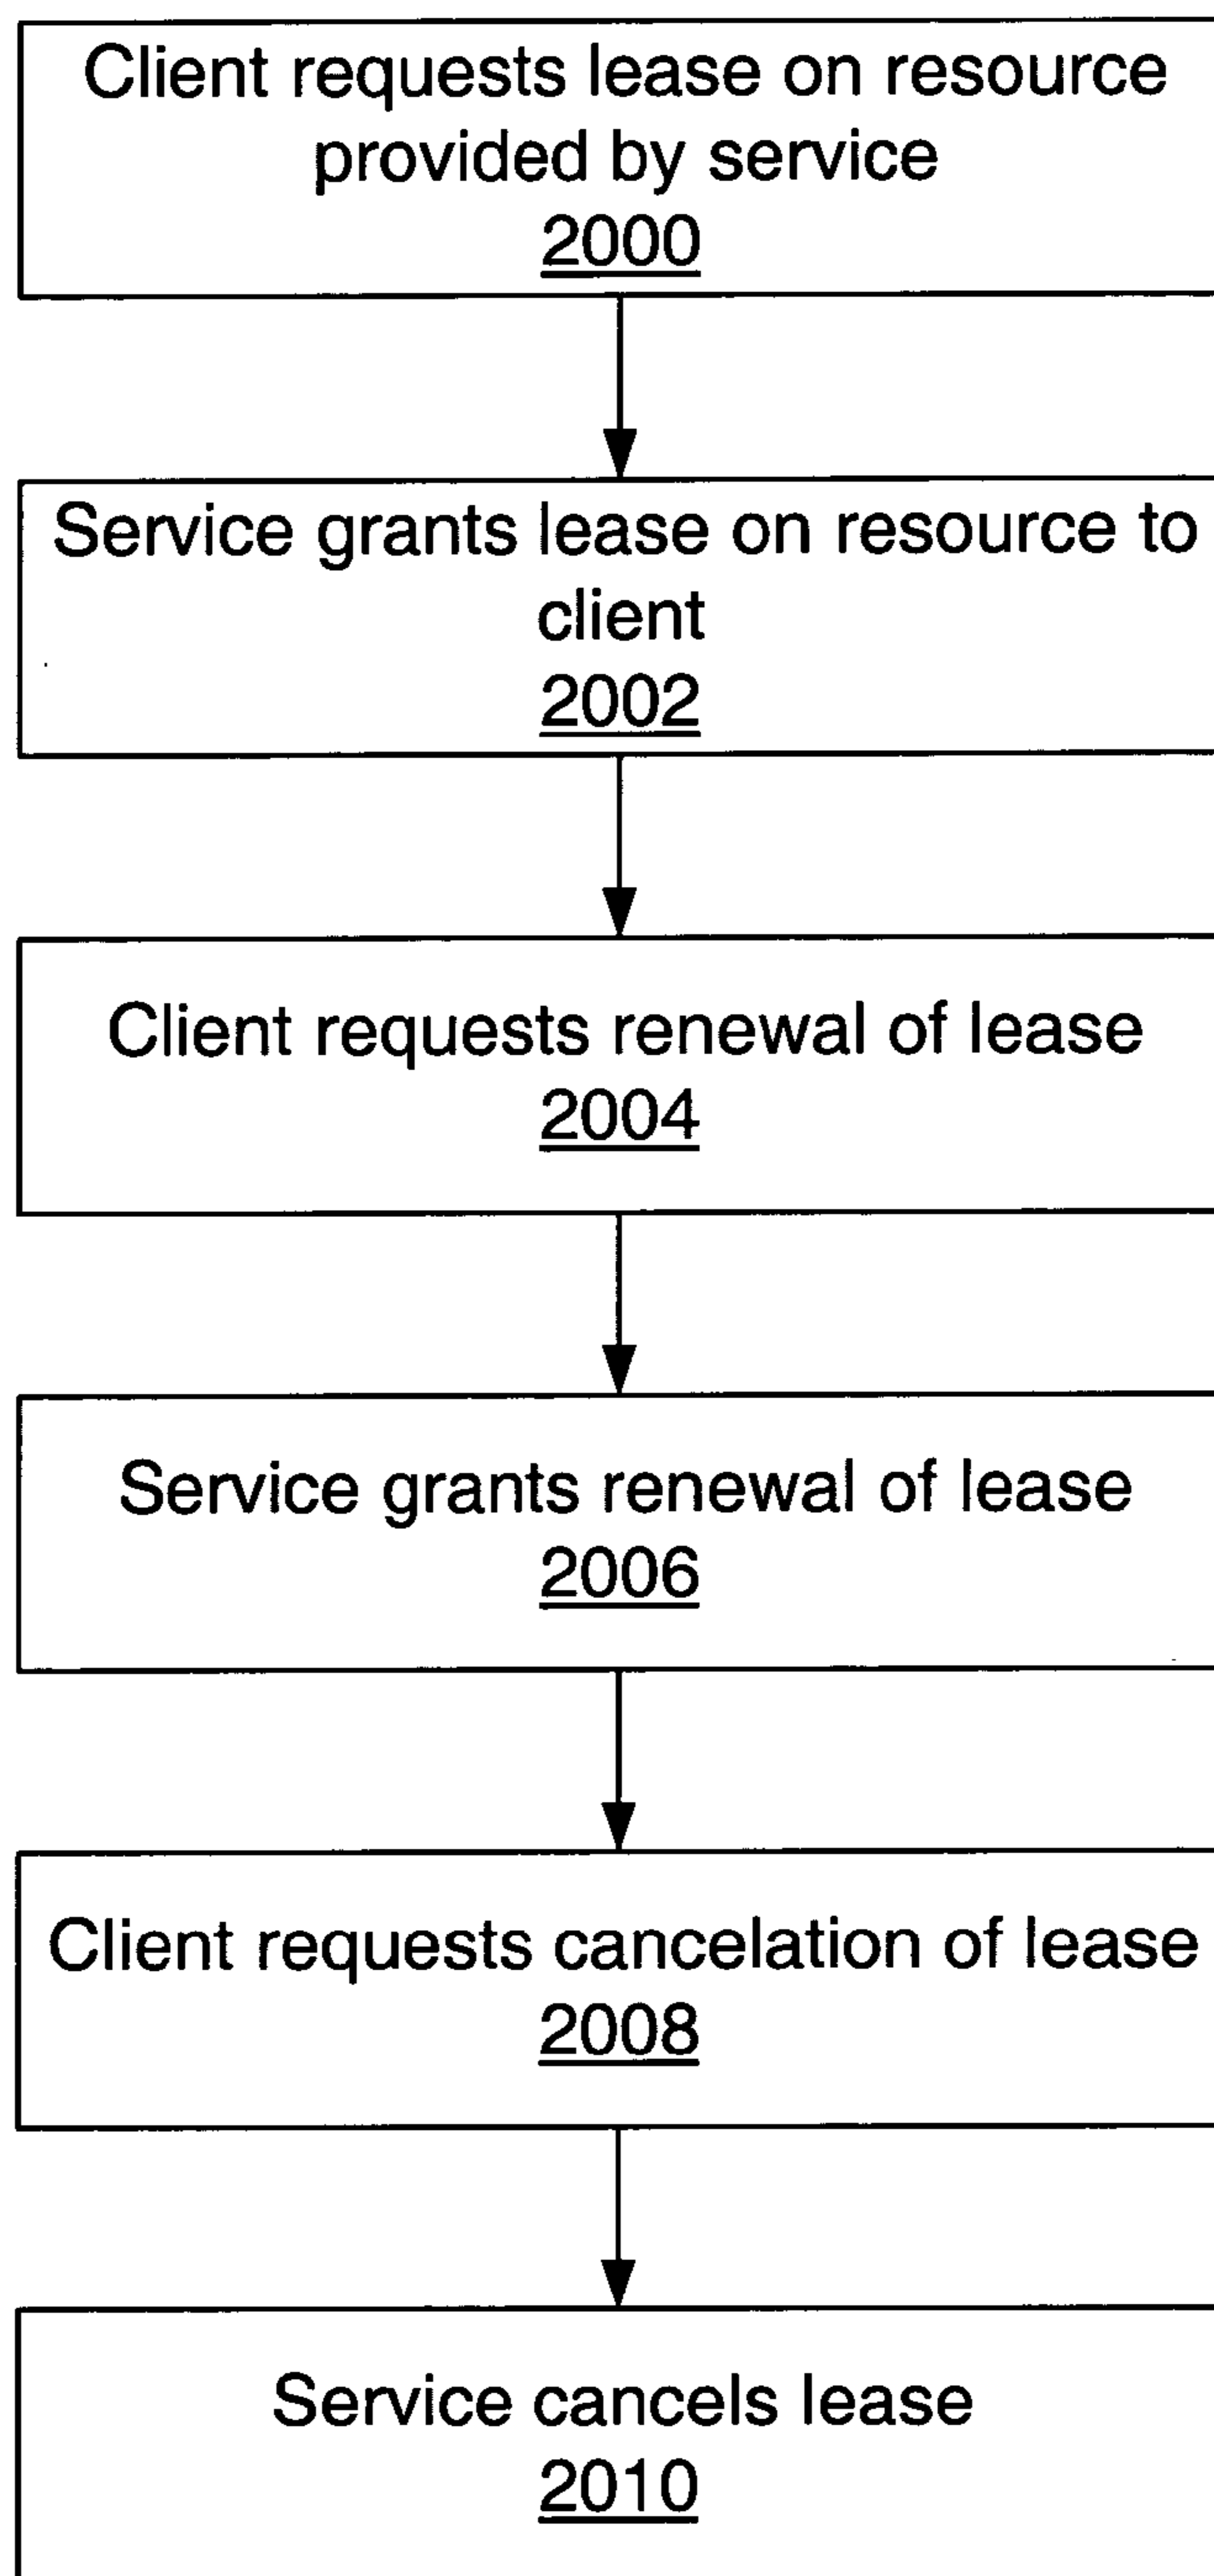 Client requests lease on resource
provided by service
2000
Service grants lease on resource to
client
2002
Client requests renewal of lease
2004
Service grants renewal of lease
2006
Client requests cancelation of lease
2008
Service cancels lease
2010